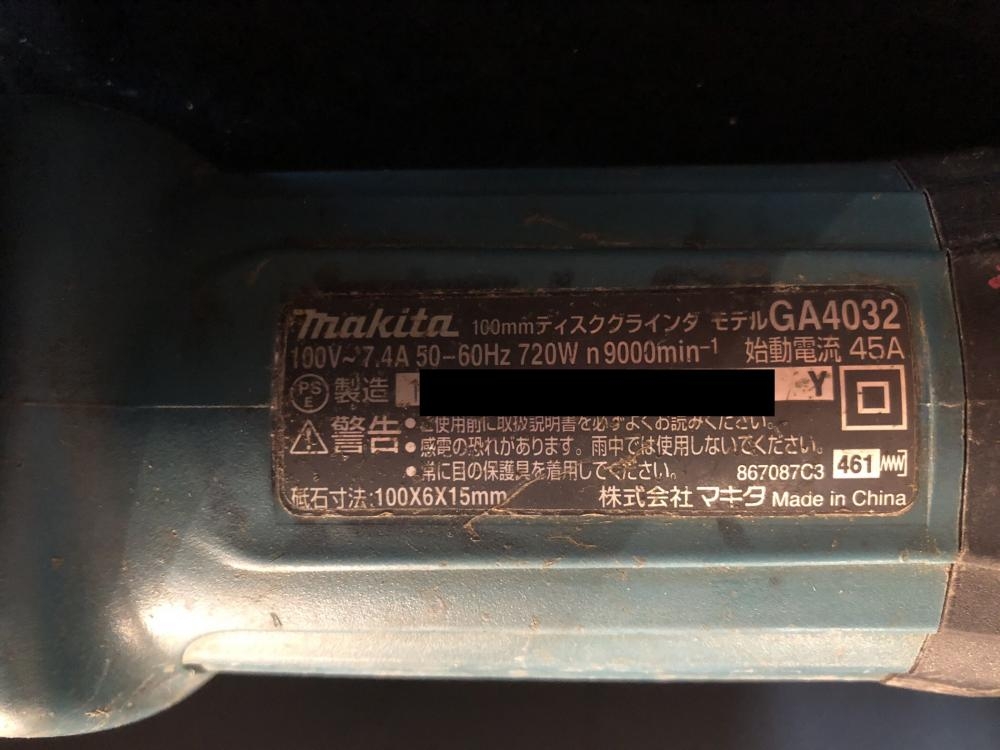 makita 100mmディスクグラインダ モデルGA4032
100V~7.4A 50-60Hz 720W n9000min⁻¹ 始動電流 45A
PS E 製造 Y
警告 • ご使用前に取扱説明書を必ずよくお読みください。
• 感電の恐れがあります。雨中では使用しないでください。
• 常に目の保護具を着用してください。 867087C3 461
砥石寸法:100X6X15mm 株式会社 マキタ Made in China